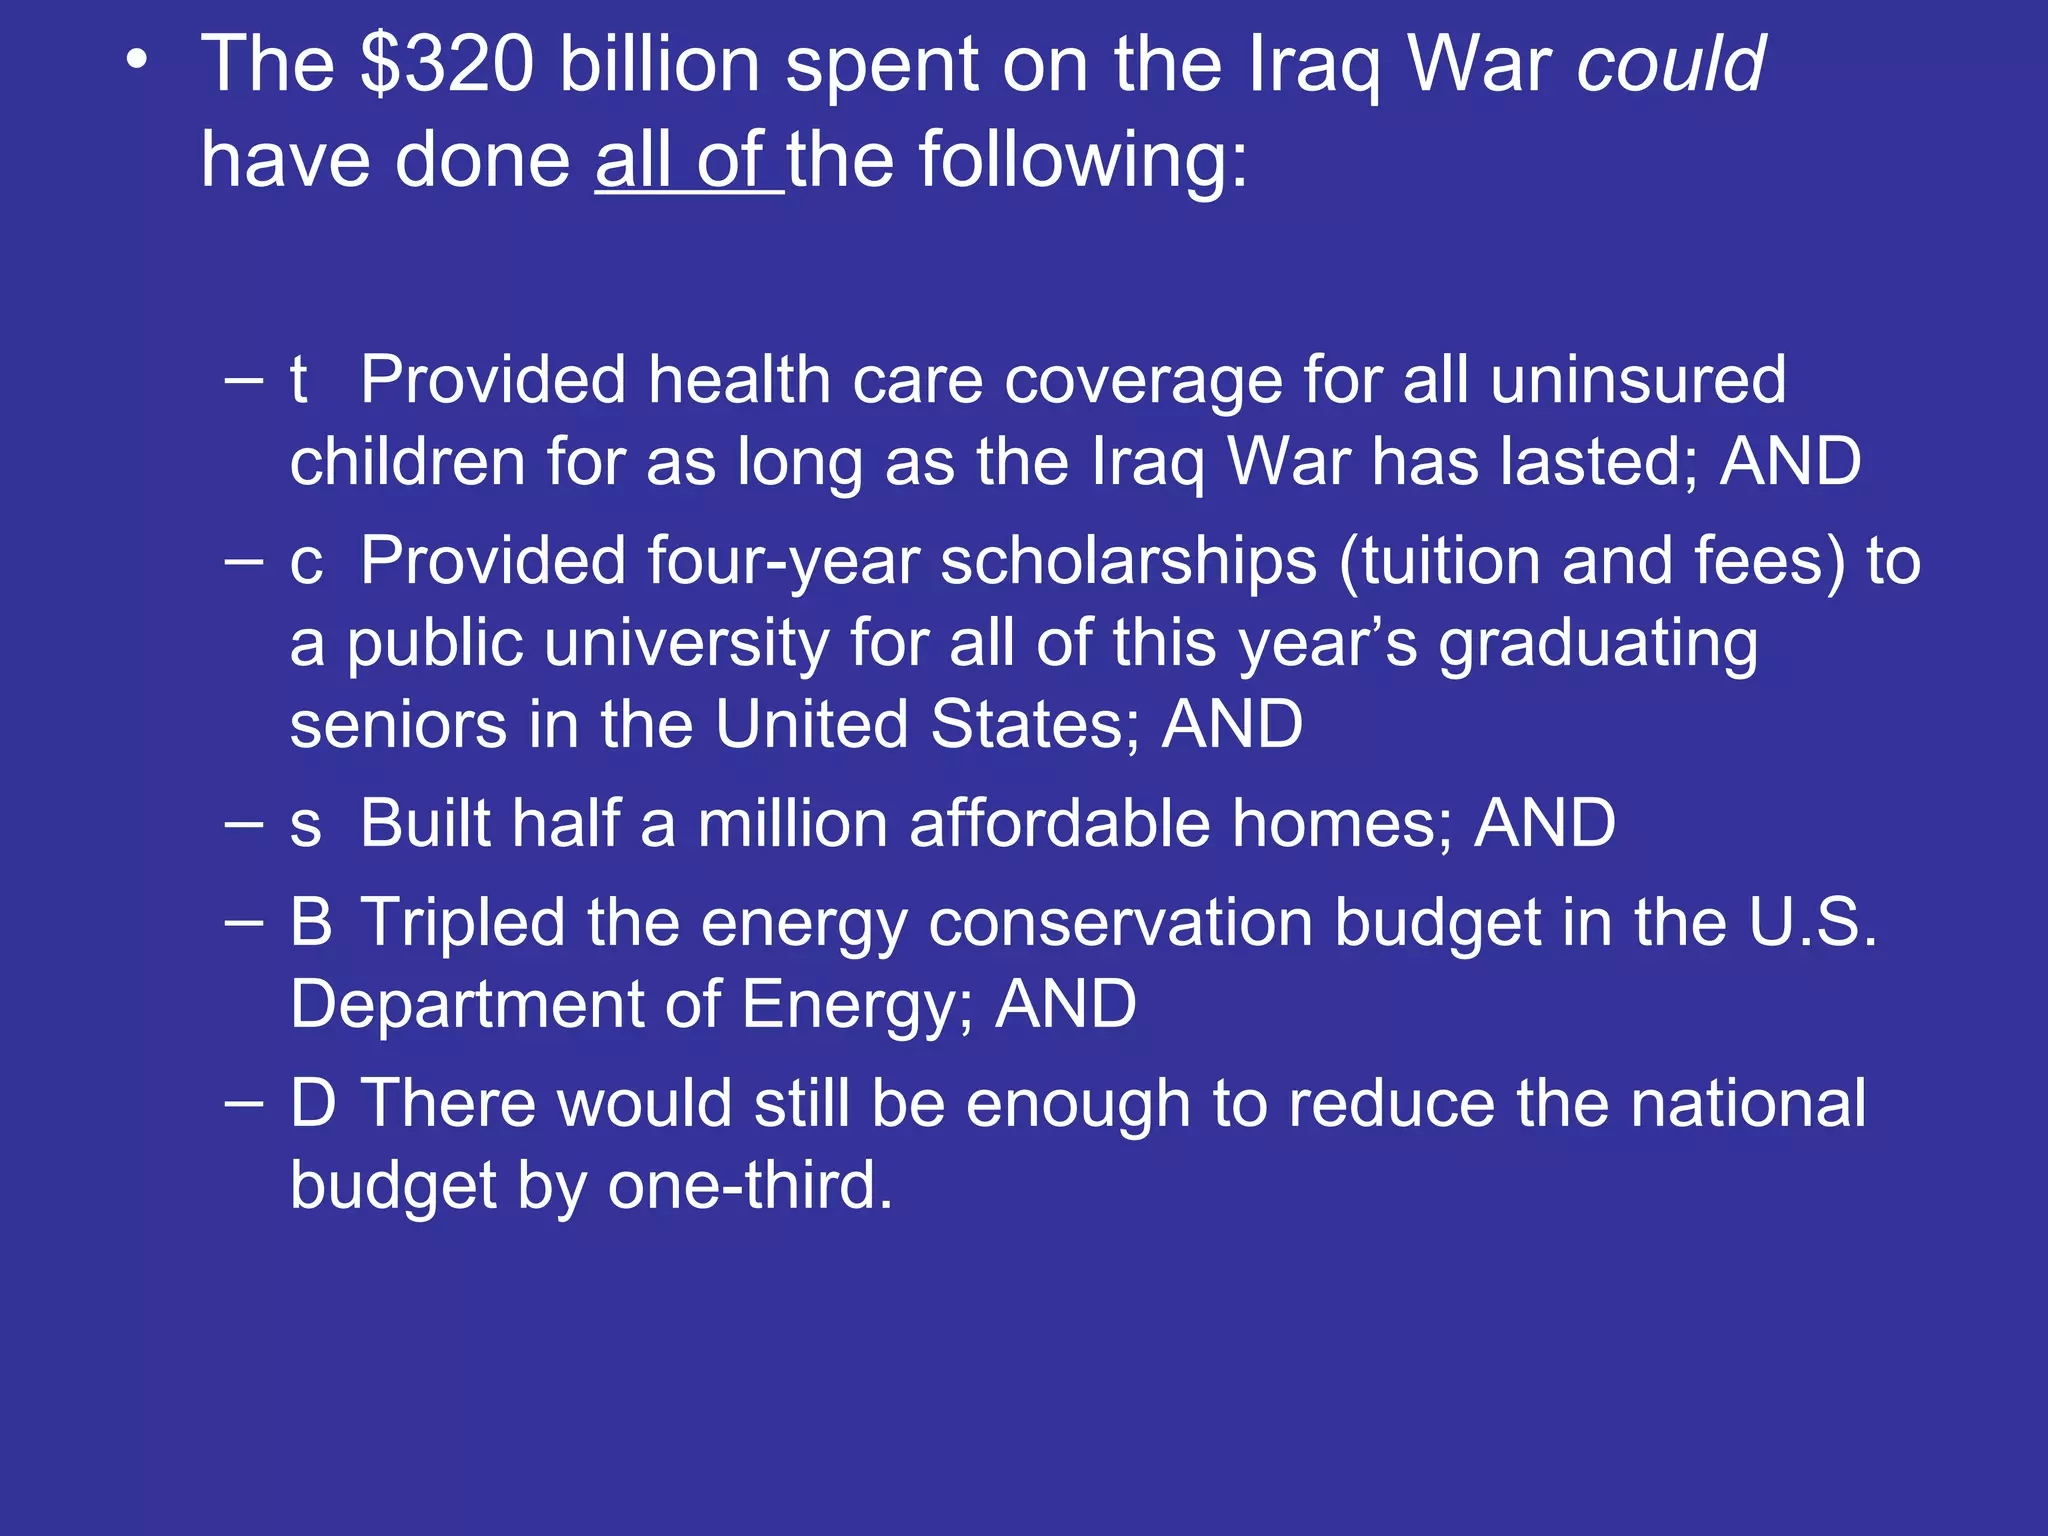 • The $320 billion spent on the Iraq War could
have done all of the following:
– t Provided health care coverage for all uninsured
children for as long as the Iraq War has lasted; AND
– c Provided four-year scholarships (tuition and fees) to
a public university for all of this year’s graduating
seniors in the United States; AND
– s Built half a million affordable homes; AND
– B Tripled the energy conservation budget in the U.S.
Department of Energy; AND
– D There would still be enough to reduce the national
budget by one-third.